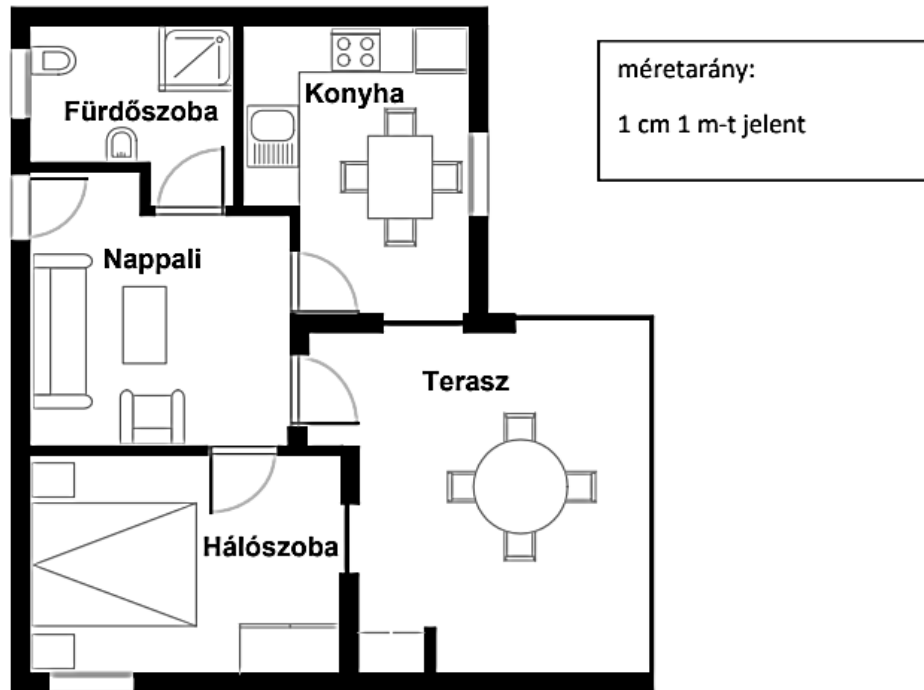 Fürdőszoba
Konyha
méretarány:
1 cm 1 m-t jelent
Nappali
Terasz
Hálószoba